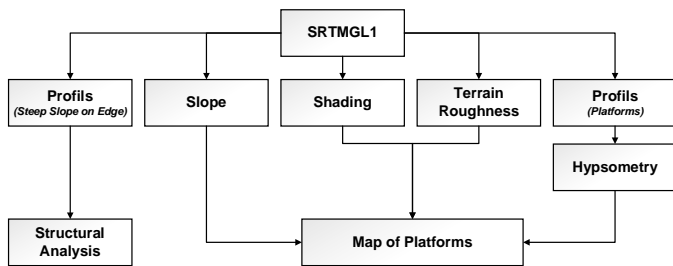 SRTMGL1
Profils
(Steep Slope on Edge)
Slope
Shading
Terrain
Roughness
Profils
(Platforms)
Hypsometry
Structural
Analysis
Map of Platforms